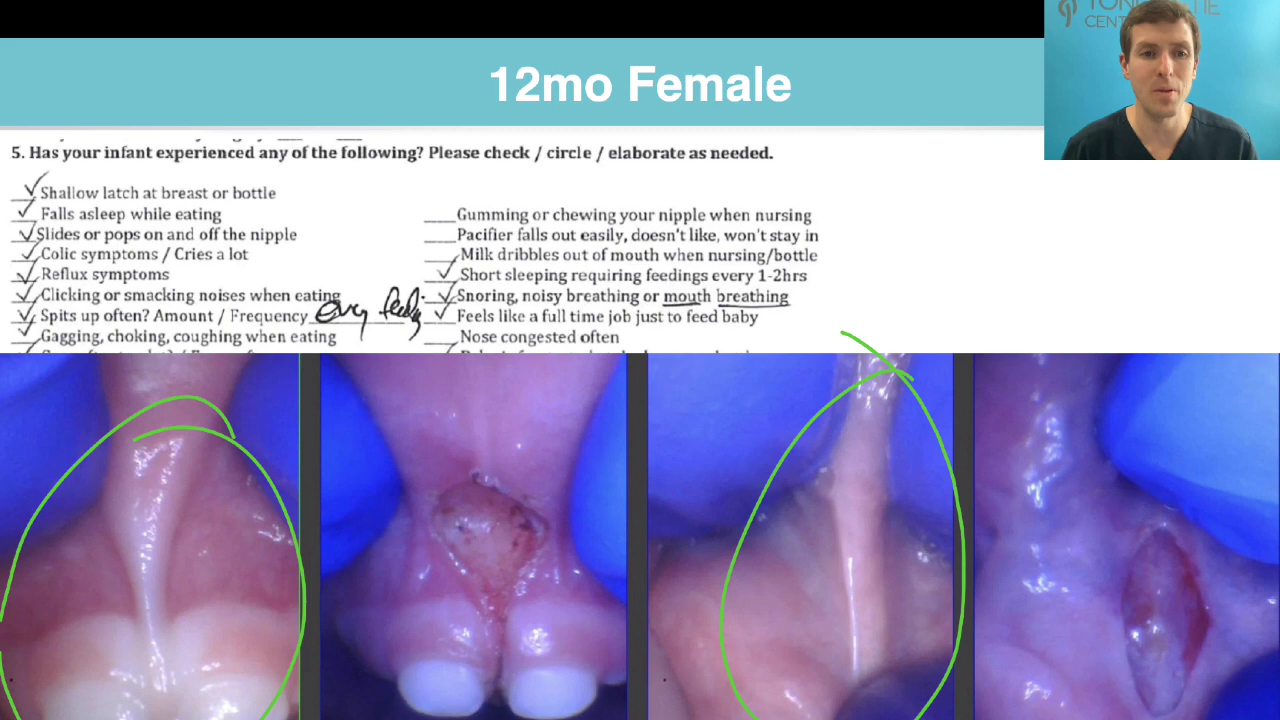 TONGUE TIE
CENT
12mo Female
5. Has your infant experienced any of the following? Please check / circle / elaborate as needed.
Shallow latch at breast or bottle
Falls asleep while eating
Slides or pops on and off the nipple
Colic symptoms / Cries a lot
Reflux symptoms
Clicking or smacking noises when eating
Spits up often? Amount / Frequency every feeding
Gagging, choking, coughing when eating
Gumming or chewing your nipple when nursing
Pacifier falls out easily, doesn't like, won't stay in
Milk dribbles out of mouth when nursing/bottle
Short sleeping requiring feedings every 1-2hrs
Snoring, noisy breathing or mouth breathing
Feels like a full time job just to feed baby
Nose congested often